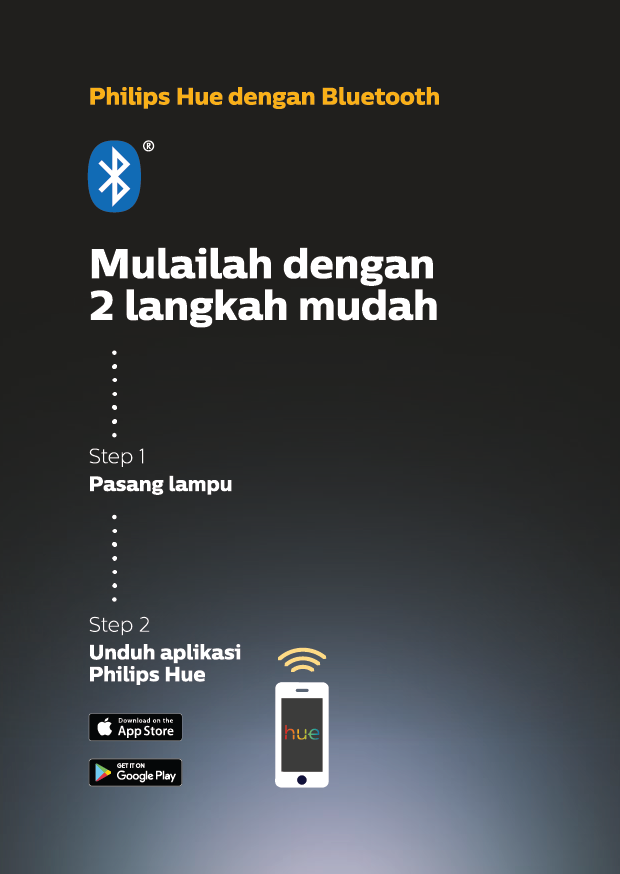 Philips Hue dengan Bluetooth
®
Mulailah dengan
2 langkah mudah
Step 1
Pasang lampu
Step 2
Unduh aplikasi
Philips Hue
hue
Download on the
App Store
GET IT ON
Google Play